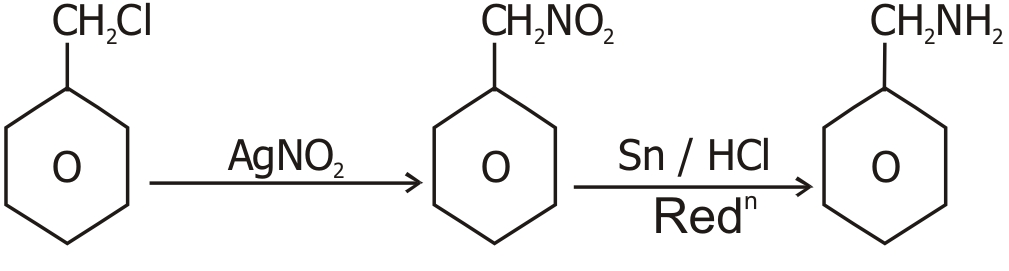 CH₂Cl
CH₂NO₂
CH₂NH₂
O
AgNO₂
O
Sn / HCl
Redⁿ
O